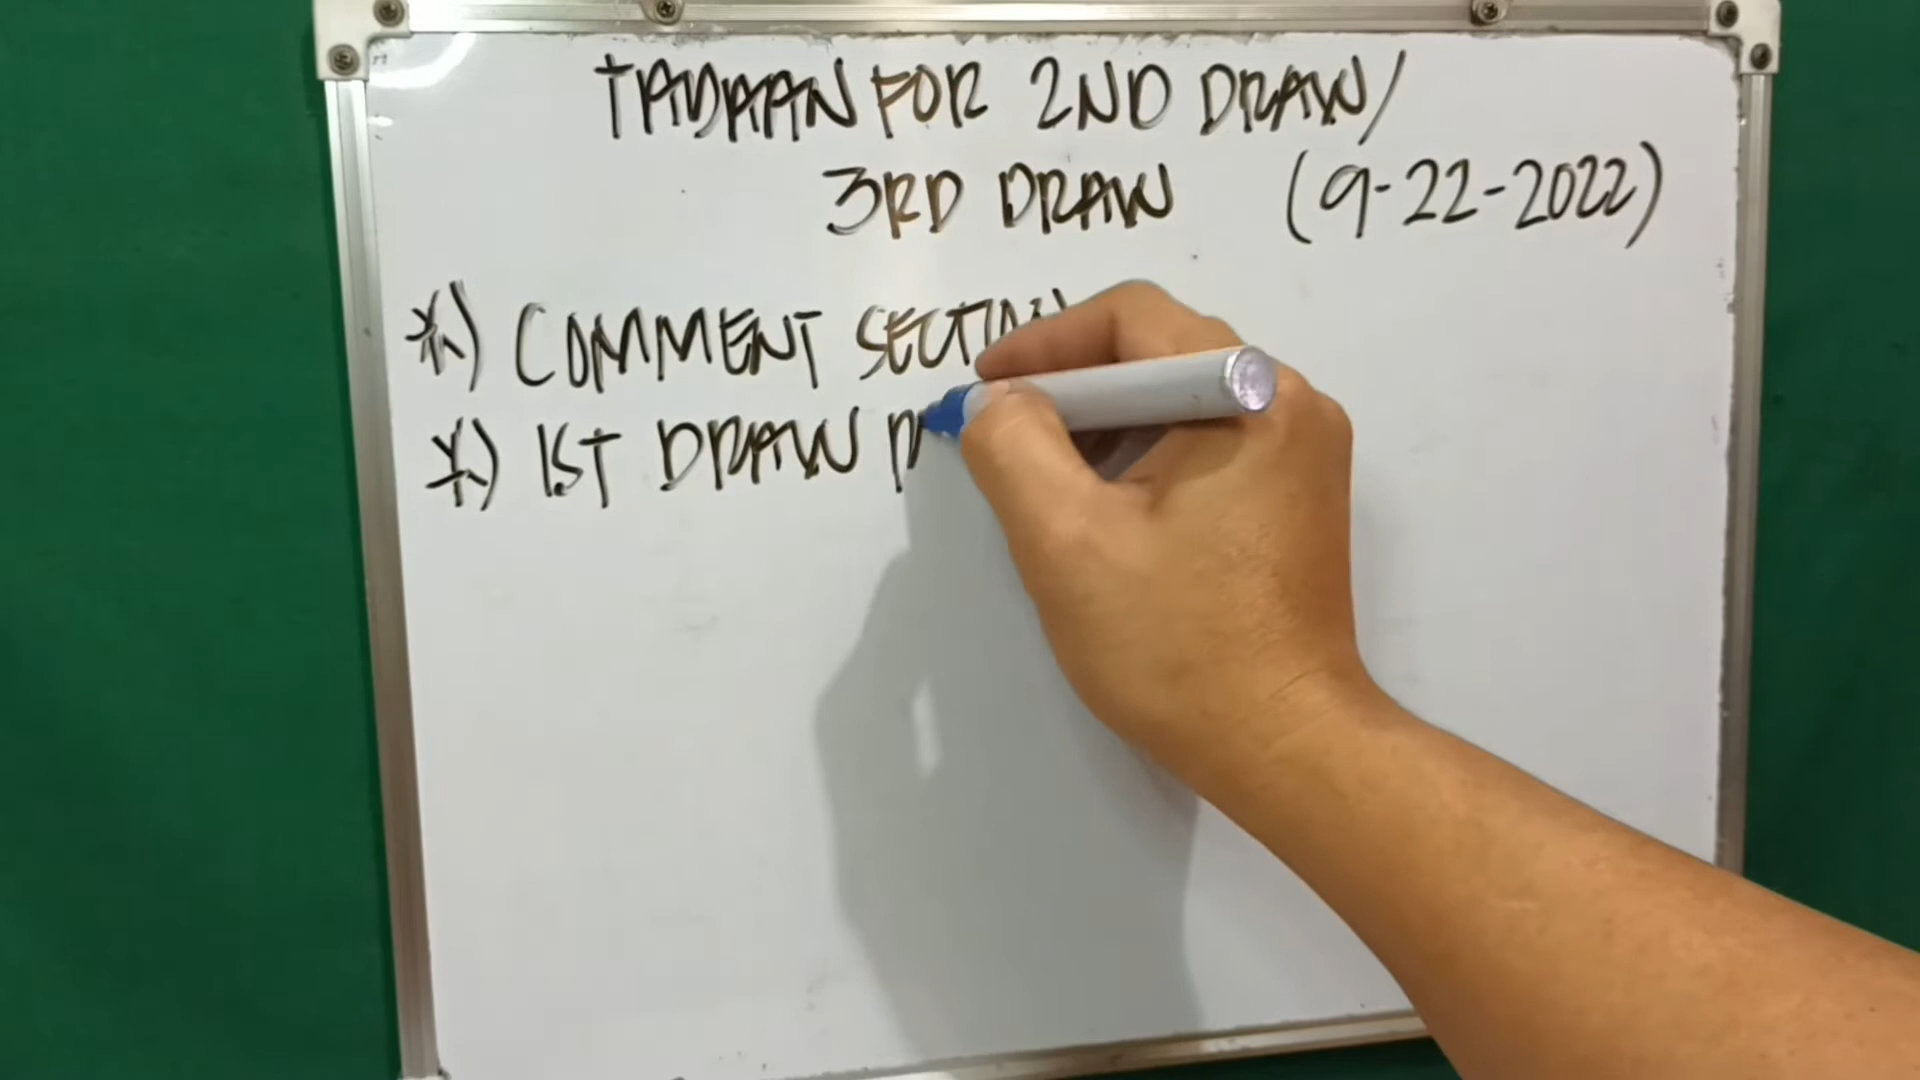 TANDAAN FOR 2ND DRAW/
3RD DRAW (9-22-2022)
*) COMMENT SECTION
*) 1ST DRAW